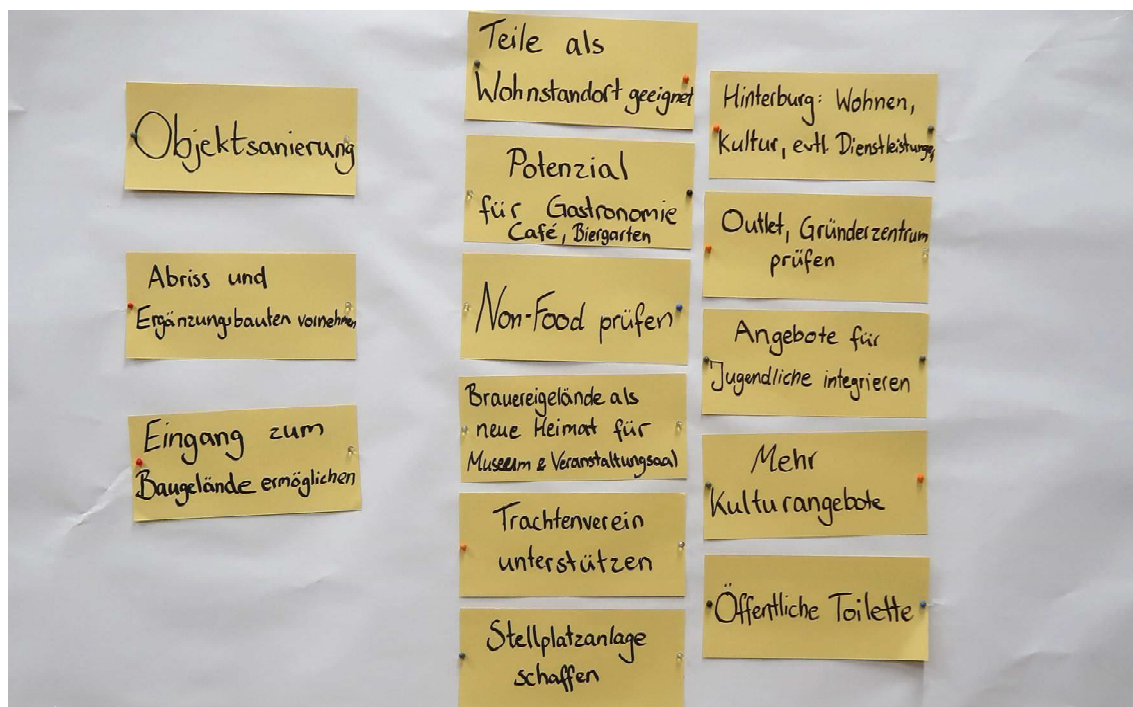 Objektsanierung
Abriss und
Ergänzungsbauten vornehmen
Eingang zum
Baugelände ermöglichen
Teile als
Wohnstandort geeignet
Potenzial
für Gastronomie
Café, Biergarten
Non-Food prüfen
Brauereigelände als
neue Heimat für
Museum & Veranstaltungsaal
Trachtenverein
unterstützen
Stellplatzanlage
schaffen
Hinterburg: Wohnen,
Kultur, evtl. Dienstleistungen
Outlet, Gründerzentrum
prüfen
Angebote für
Jugendliche integrieren
Mehr
Kulturangebote
Öffentliche Toilette